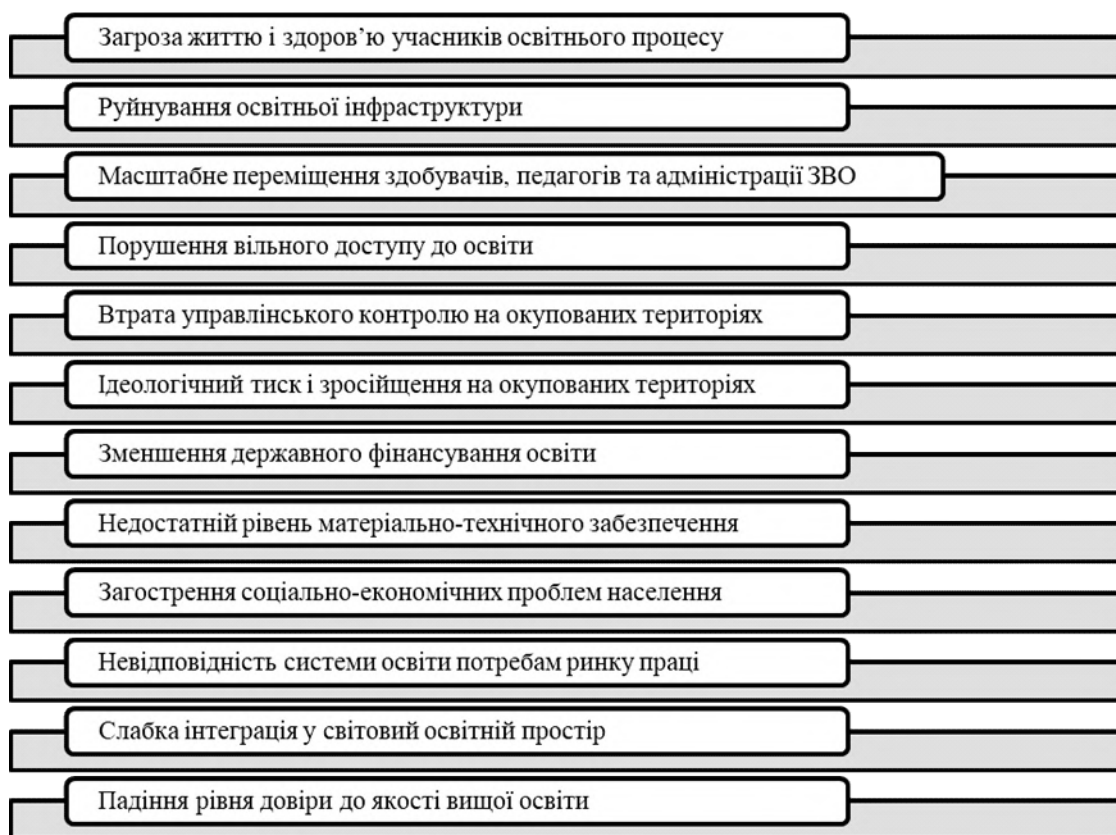 Загроза життю і здоров’ю учасників освітнього процесу
Руйнування освітньої інфраструктури
Масштабне переміщення здобувачів, педагогів та адміністрації ЗВО
Порушення вільного доступу до освіти
Втрата управлінського контролю на окупованих територіях
Ідеологічний тиск і зросійщення на окупованих територіях
Зменшення державного фінансування освіти
Недостатній рівень матеріально-технічного забезпечення
Загострення соціально-економічних проблем населення
Невідповідність системи освіти потребам ринку праці
Слабка інтеграція у світовий освітній простір
Падіння рівня довіри до якості вищої освіти